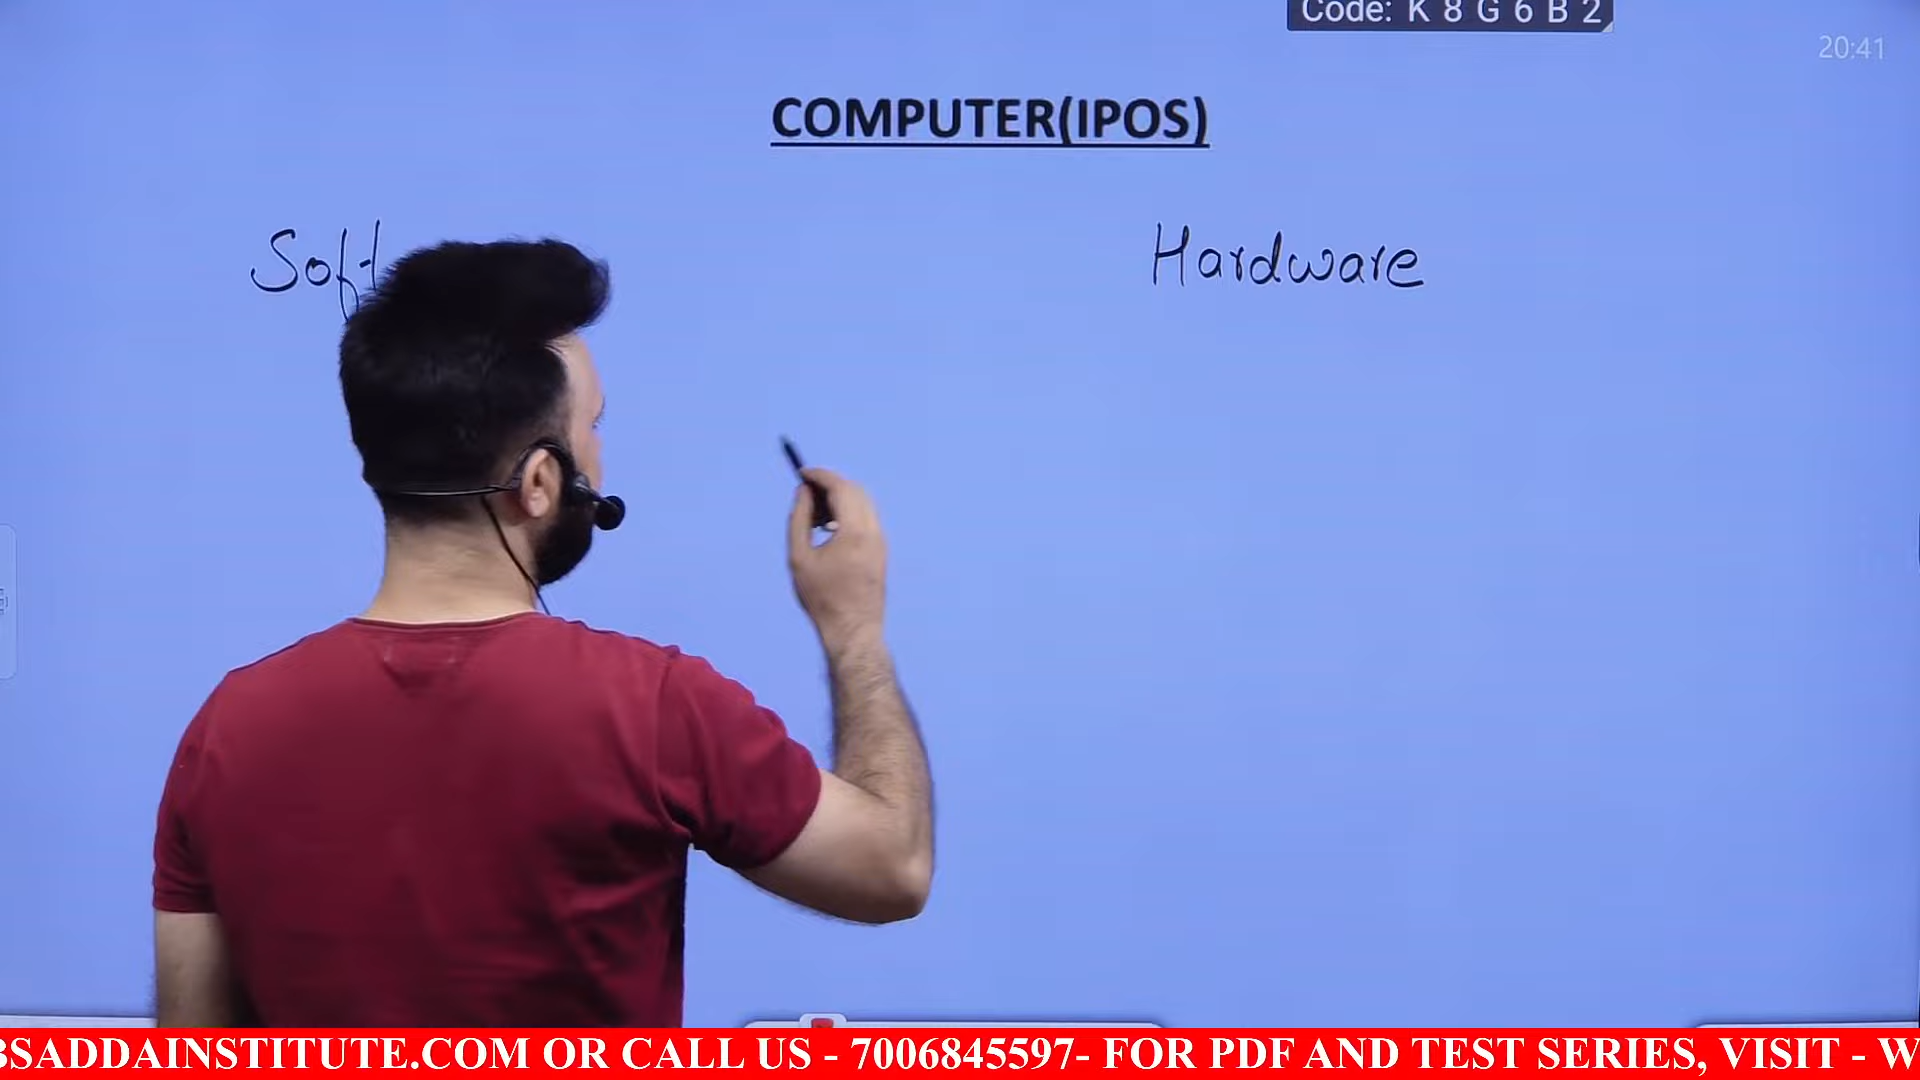 Code: K 8 G 6 B 2
20:41
COMPUTER(IPOS)
Soft
Hardware
BSADDAINSTITUTE.COM OR CALL US - 7006845597- FOR PDF AND TEST SERIES, VISIT - W